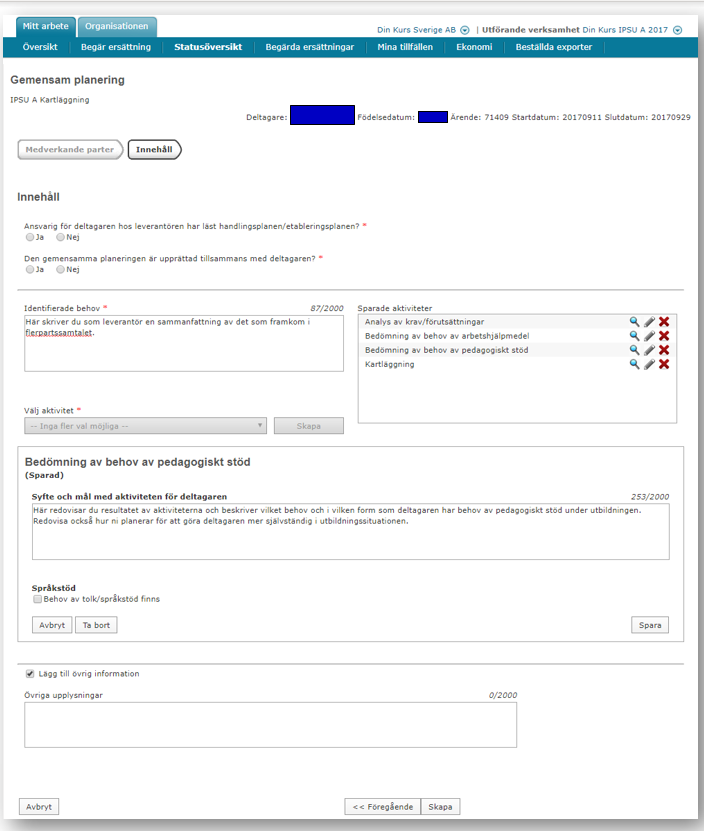 Mitt arbete Organisationen
Din Kurs Sverige AB | Utförande verksamhet Din Kurs IPSU A 2017
Översikt Begär ersättning Statusöversikt Begärda ersättningar Mina tillfällen Ekonomi Beställda exporter
Gemensam planering
IPSU A Kartläggning
Deltagare: Födelsedatum: Ärende: 71409 Startdatum: 20170911 Slutdatum: 20170929
Medverkande parter Innehåll
Innehåll
Ansvarig för deltagaren hos leverantören har läst handlingsplanen/etableringsplanen? *
Ja Nej
Den gemensamma planeringen är upprättad tillsammans med deltagaren? *
Ja Nej
Identifierade behov * 87/2000
Här skriver du som leverantör en sammanfattning av det som framkom i
flerpartssamtalet.
Sparade aktiviteter
Analys av krav/förutsättningar
Bedömning av behov av arbetshjälpmedel
Bedömning av behov av pedagogiskt stöd
Kartläggning
Välj aktivitet *
-- Inga fler val möjliga -- Skapa
Bedömning av behov av pedagogiskt stöd
(Sparad)
Syfte och mål med aktiviteten för deltagaren 253/2000
Här redovisar du resultatet av aktiviteterna och beskriver vilket behov och i vilken form som deltagaren har behov av pedagogiskt stöd under utbildningen.
Redovisa också hur ni planerar för att göra deltagaren mer självständig i utbildningssituationen.
Språkstöd
Behov av tolk/språkstöd finns
Avbryt Ta bort Spara
Lägg till övrig information
Övriga upplysningar 0/2000
Avbryt << Föregående Skapa